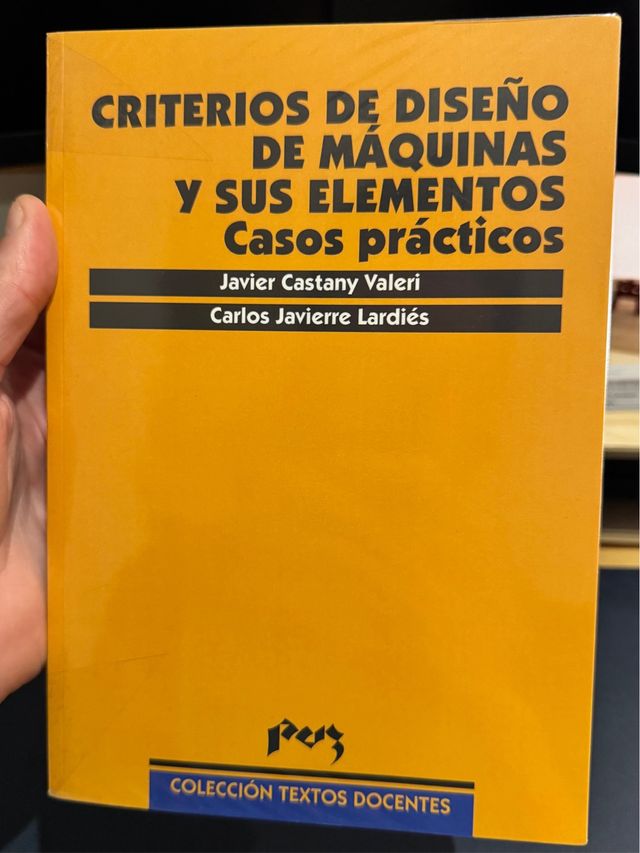 CRITERIOS DE DISEÑO
DE MÁQUINAS
Y SUS ELEMENTOS
Casos prácticos
Javier Castany Valeri
Carlos Javierre Lardiés
puz
COLECCIÓN TEXTOS DOCENTES